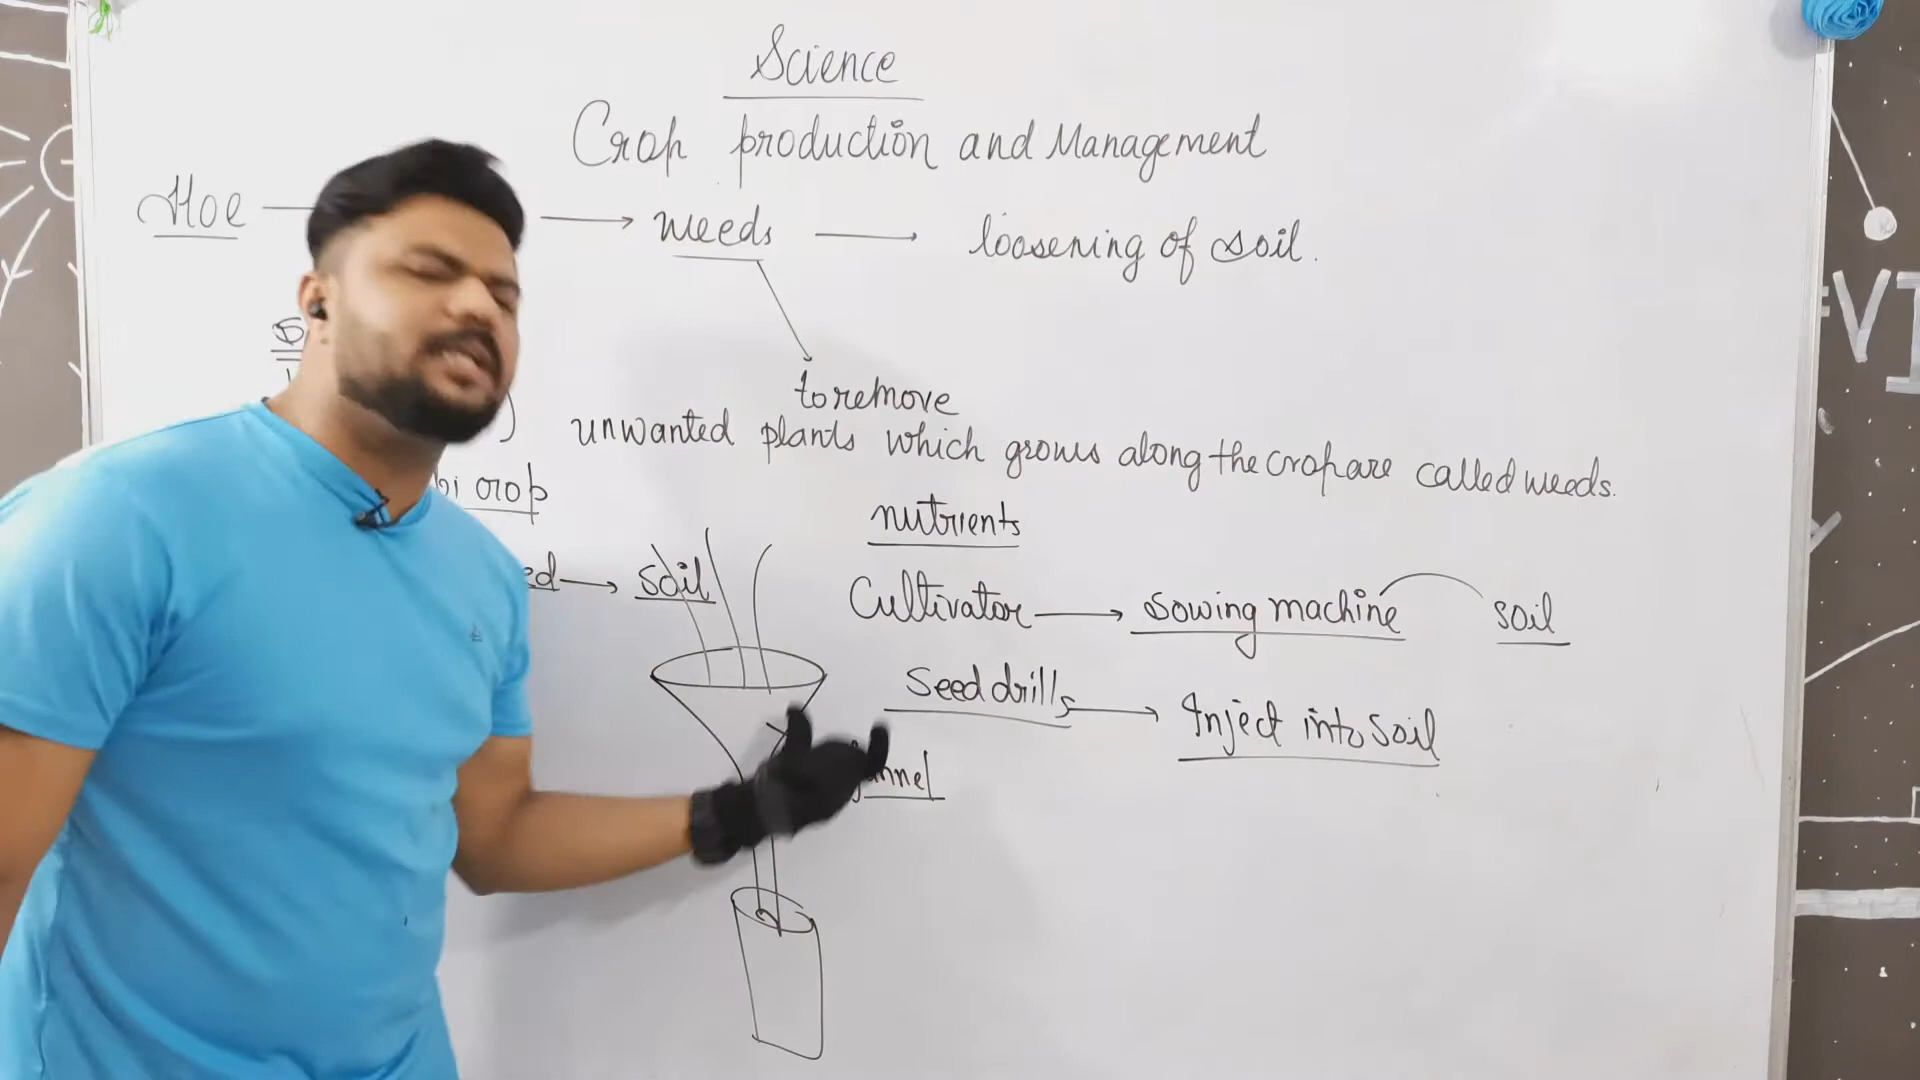 Science
Crop production and Management
Hoe → weeds → loosening of soil.
to remove
unwanted plants which grows along the crop are called weeds.
crop
nutrients
→ soil
Cultivator → Sowing machine soil
Seed drills → Inject into soil
VI